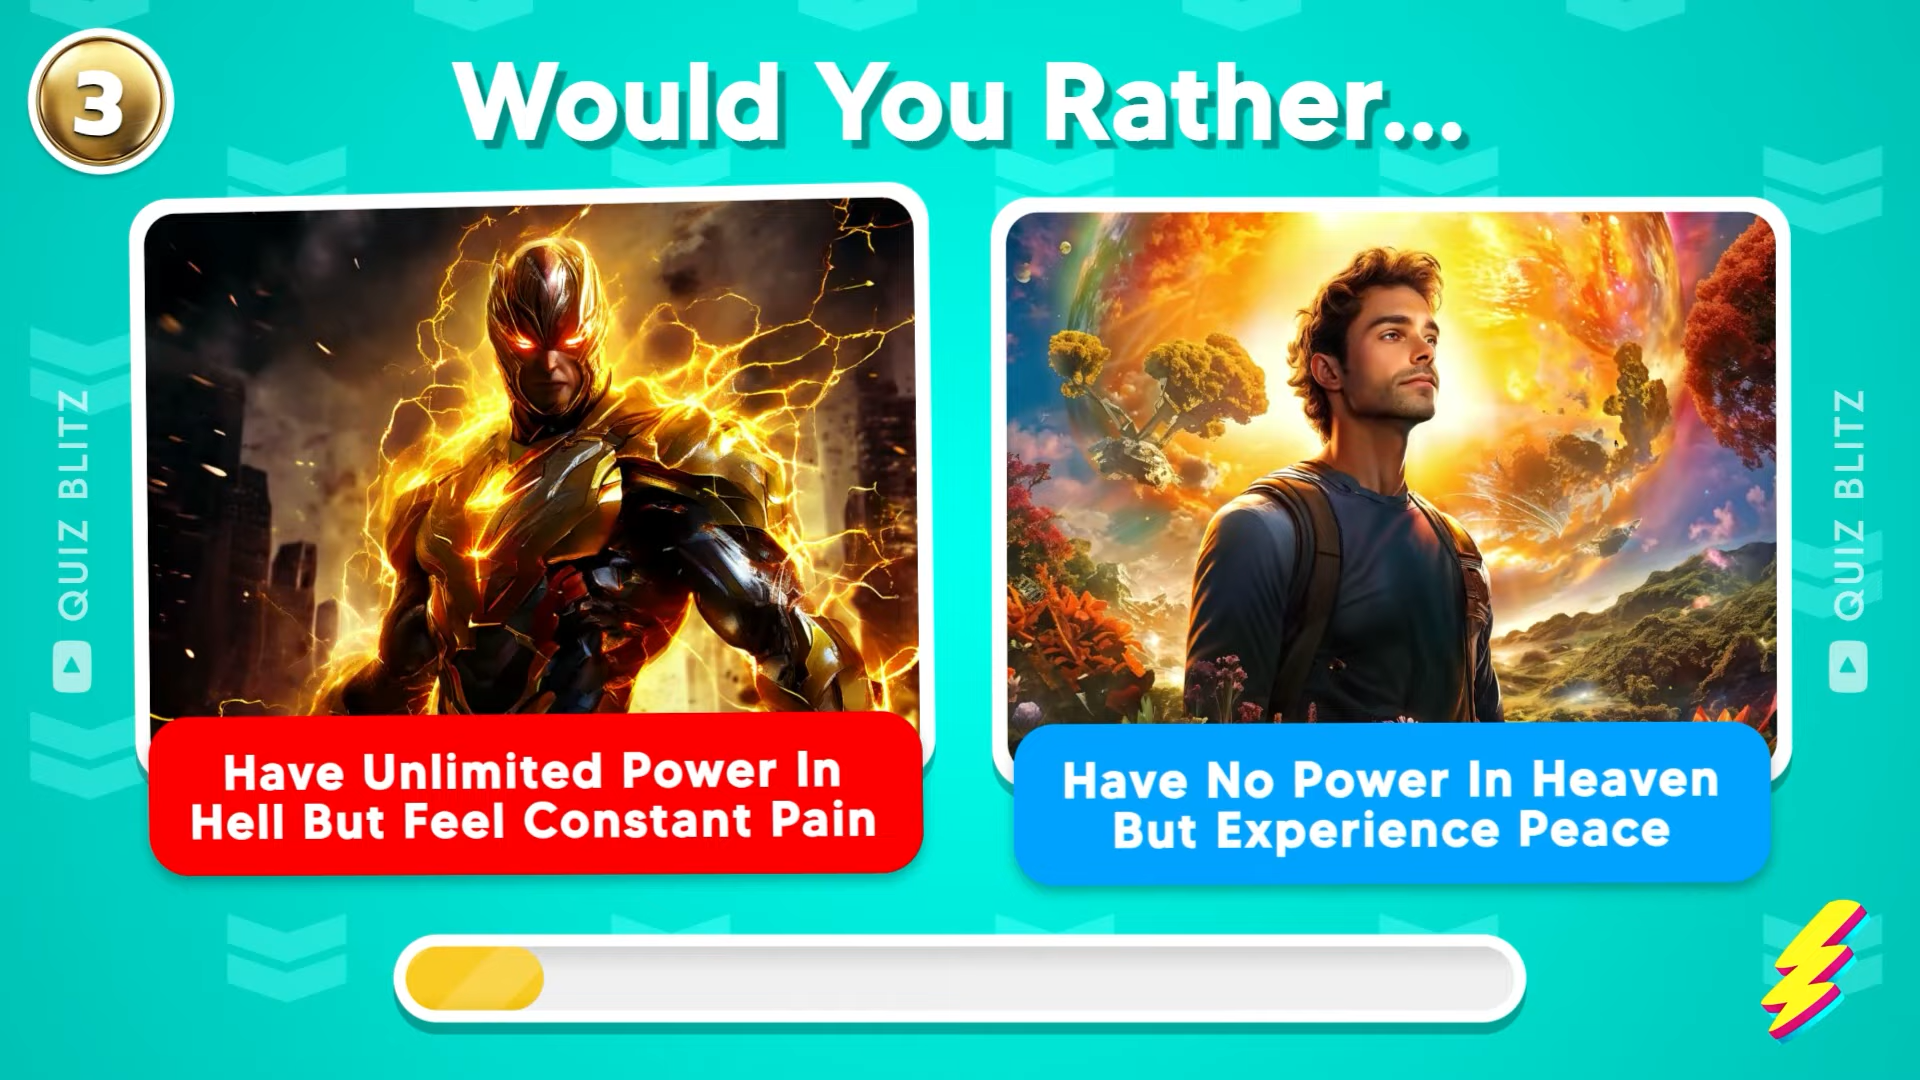 3
Would You Rather...
QUIZ BLITZ
QUIZ BLITZ
Have Unlimited Power In
Hell But Feel Constant Pain
Have No Power In Heaven
But Experience Peace